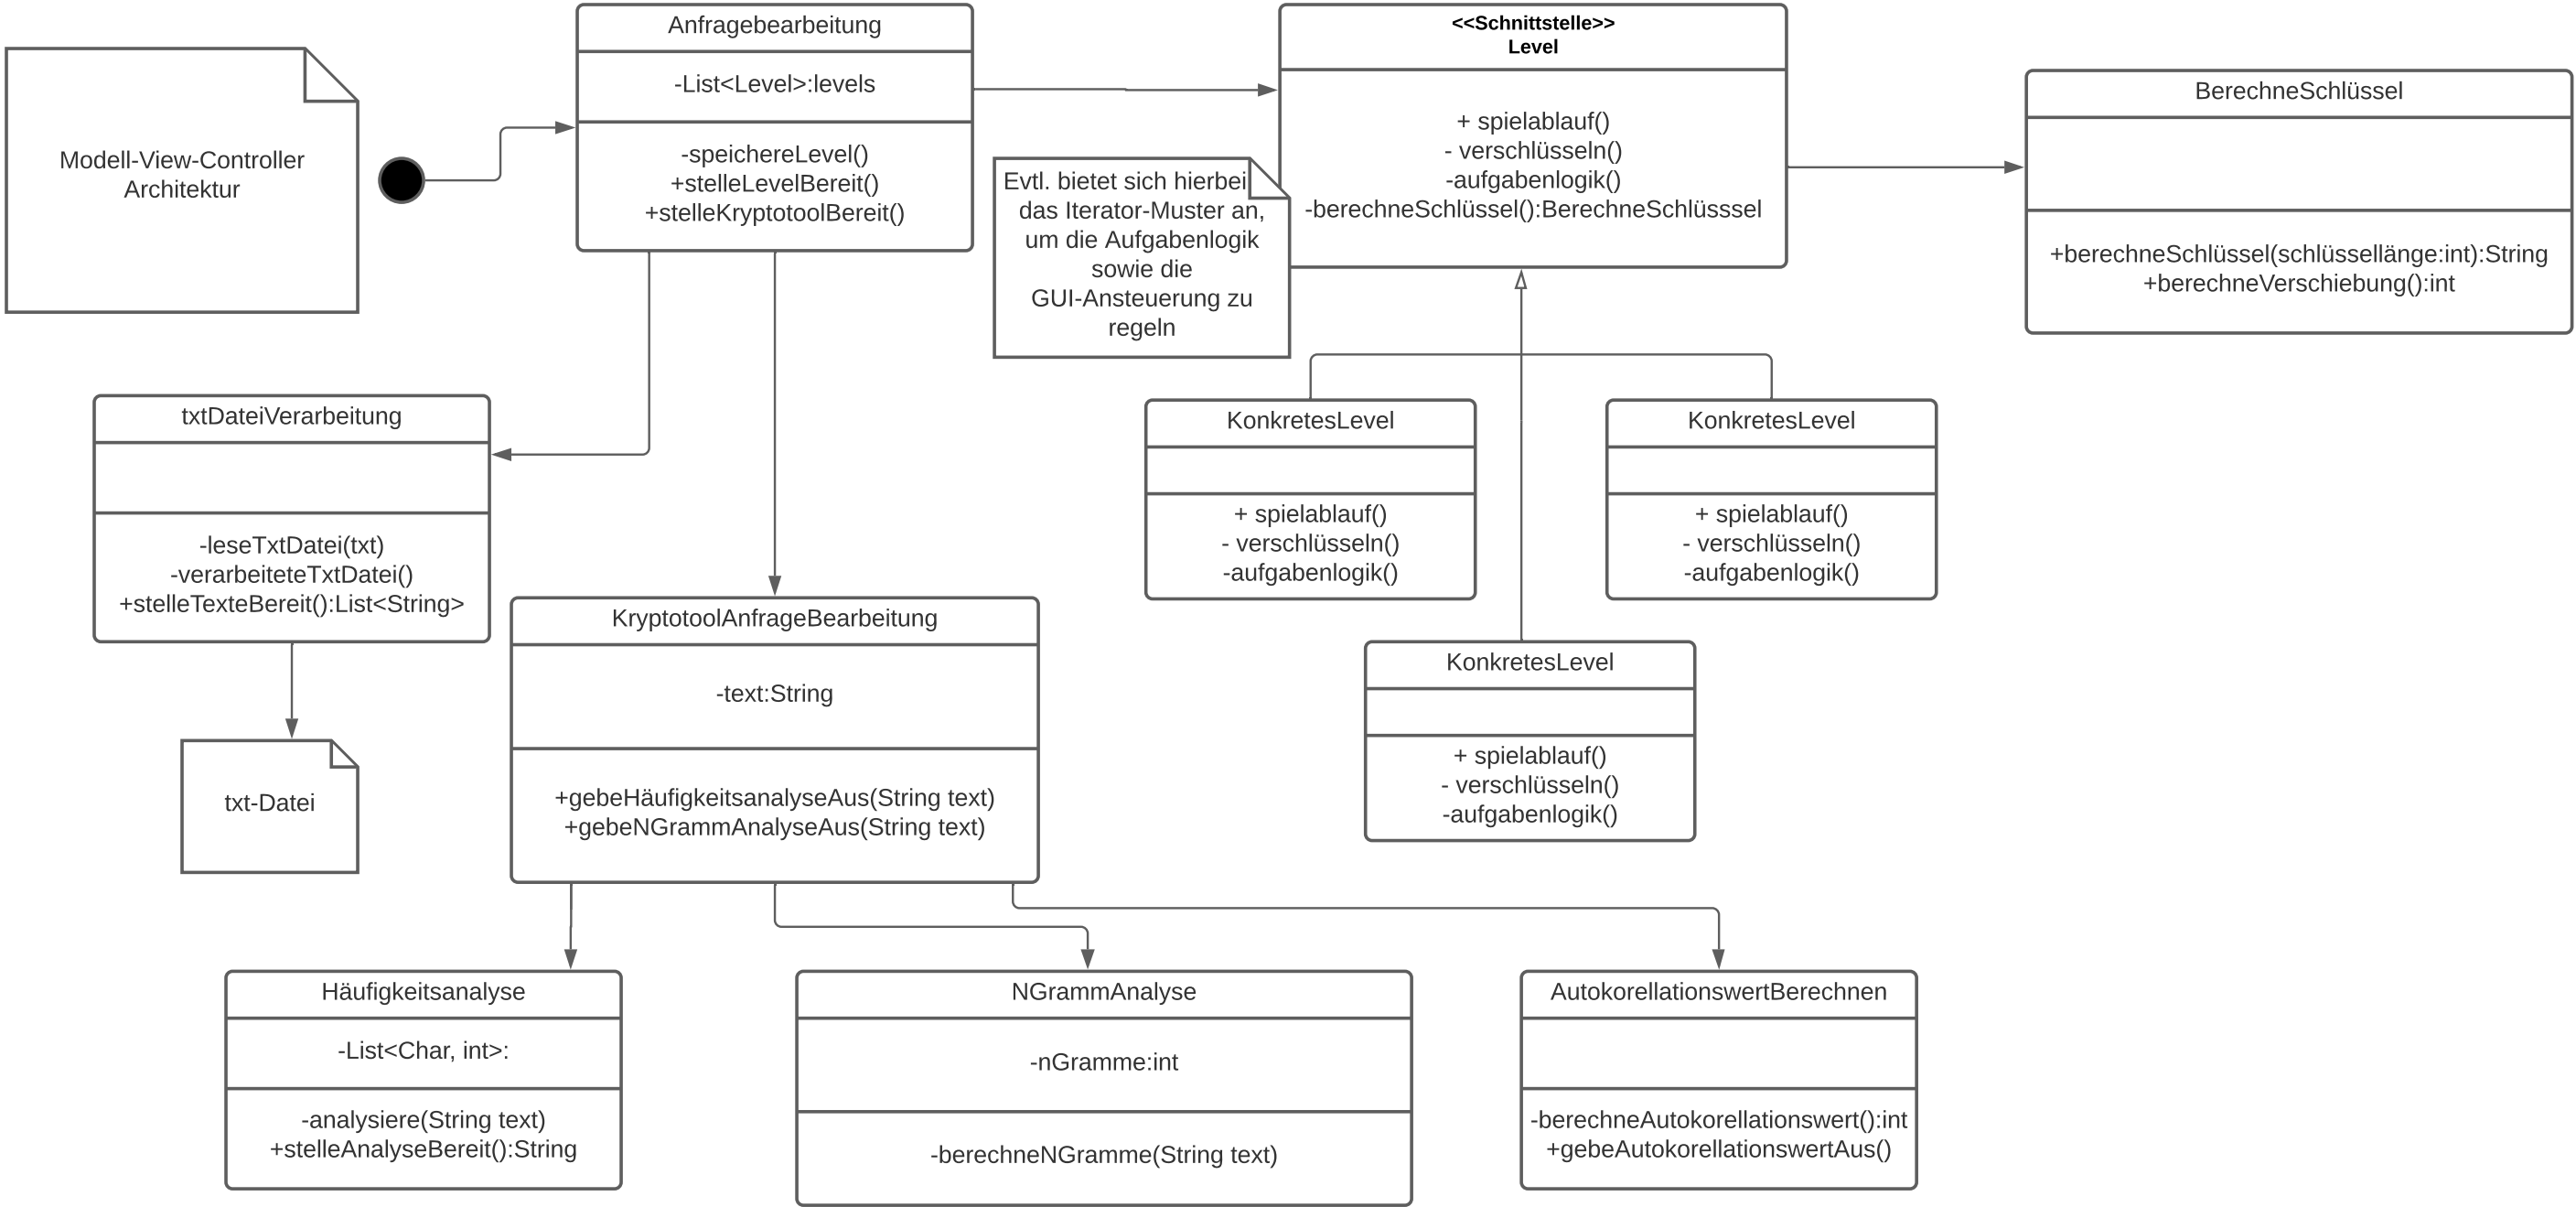 Modell-View-Controller
Architektur
Anfragebearbeitung
-List<Level>:levels
-speichereLevel()
+stelleLevelBereit()
+stelleKryptotoolBereit()
<<Schnittstelle>>
Level
+ spielablauf()
- verschlüsseln()
-aufgabenlogik()
-berechneSchlüssel():BerechneSchlüsssel
Evtl. bietet sich hierbei
das Iterator-Muster an,
um die Aufgabenlogik
sowie die
GUI-Ansteuerung zu
regeln
BerechneSchlüssel
+berechneSchlüssel(schlüssellänge:int):String
+berechneVerschiebung():int
txtDateiVerarbeitung
-leseTxtDatei(txt)
-verarbeiteteTxtDatei()
+stelleTexteBereit():List<String>
txt-Datei
KonkretesLevel
+ spielablauf()
- verschlüsseln()
-aufgabenlogik()
KonkretesLevel
+ spielablauf()
- verschlüsseln()
-aufgabenlogik()
KonkretesLevel
+ spielablauf()
- verschlüsseln()
-aufgabenlogik()
KryptotoolAnfrageBearbeitung
-text:String
+gebeHäufigkeitsanalyseAus(String text)
+gebeNGrammAnalyseAus(String text)
Häufigkeitsanalyse
-List<Char, int>:
-analysiere(String text)
+stelleAnalyseBereit():String
NGrammAnalyse
-nGramme:int
-berechneNGramme(String text)
AutokorellationswertBerechnen
-berechneAutokorellationswert():int
+gebeAutokorellationswertAus()